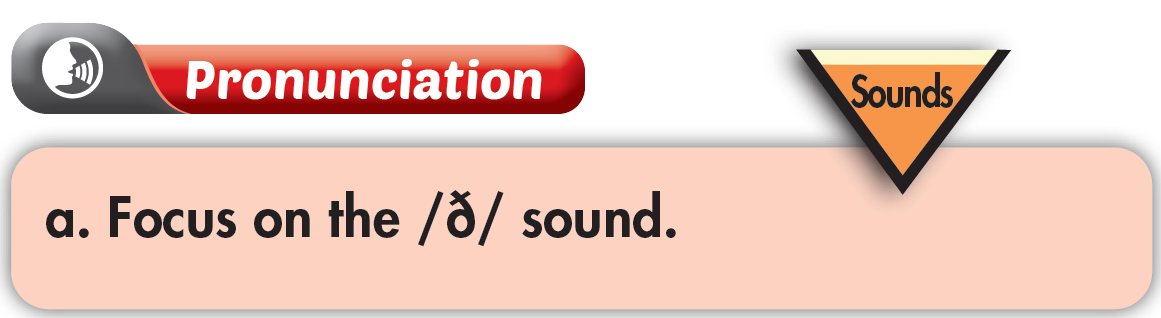 Pronunciation
Sounds
a. Focus on the /ð/ sound.